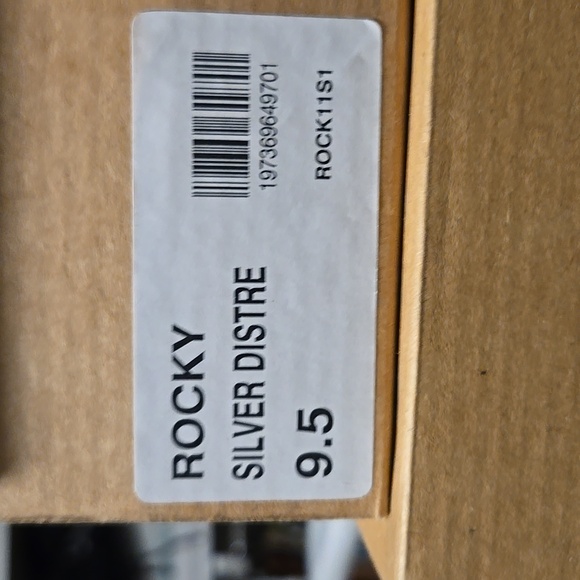 ROCKY
SILVER DISTRE
9.5
197369649701
ROCK11S1